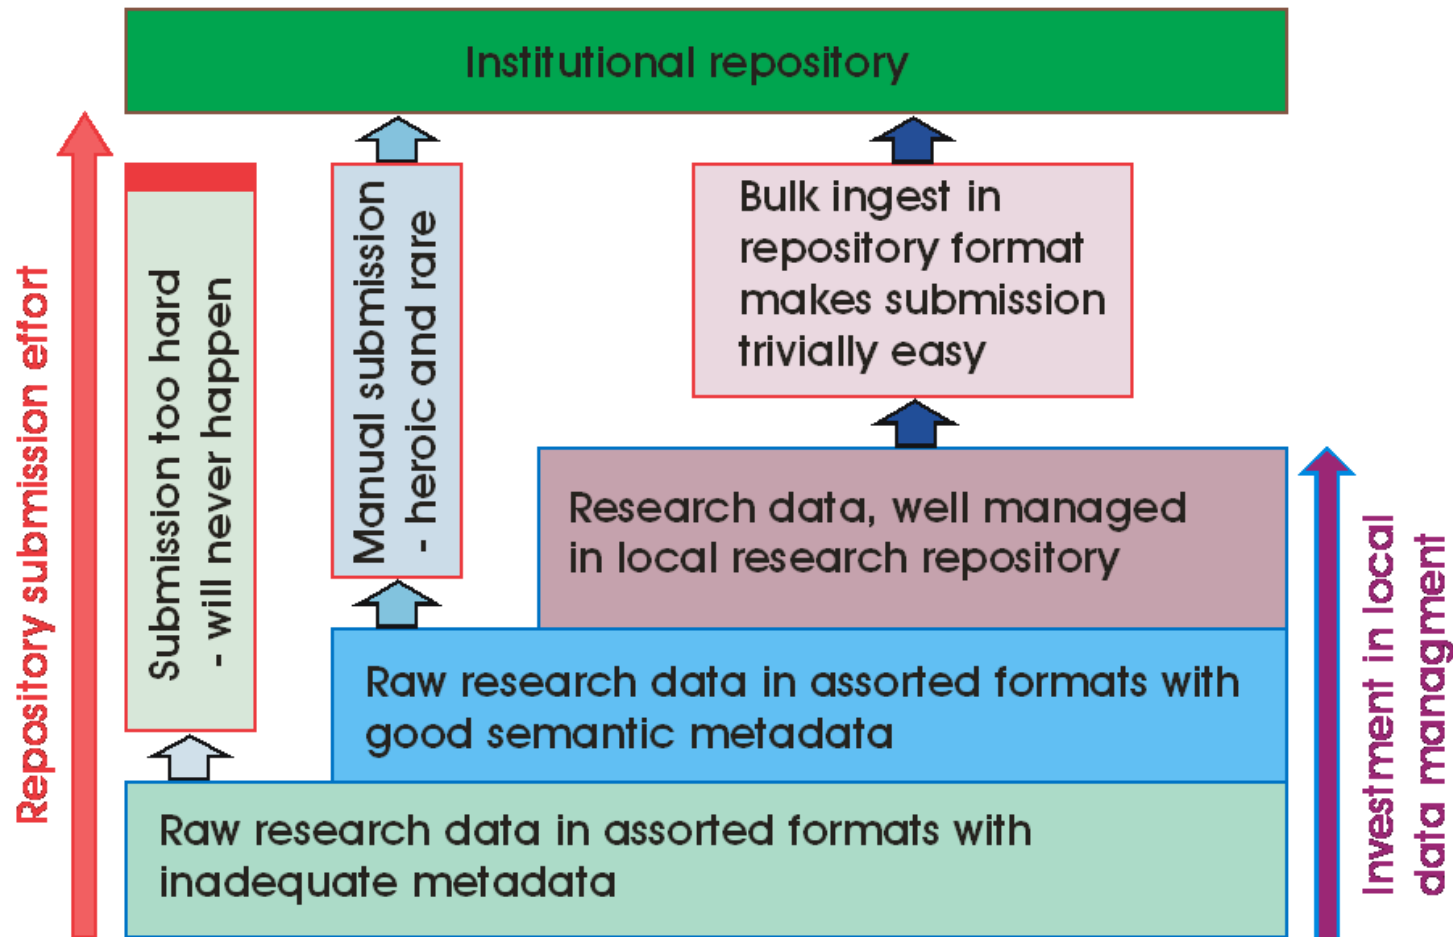 Institutional repository
Repository submission effort
Submission too hard
- will never happen
Manual submission
- heroic and rare
Bulk ingest in
repository format
makes submission
trivially easy
Research data, well managed
in local research repository
Raw research data in assorted formats with
good semantic metadata
Raw research data in assorted formats with
inadequate metadata
Investment in local
data managment